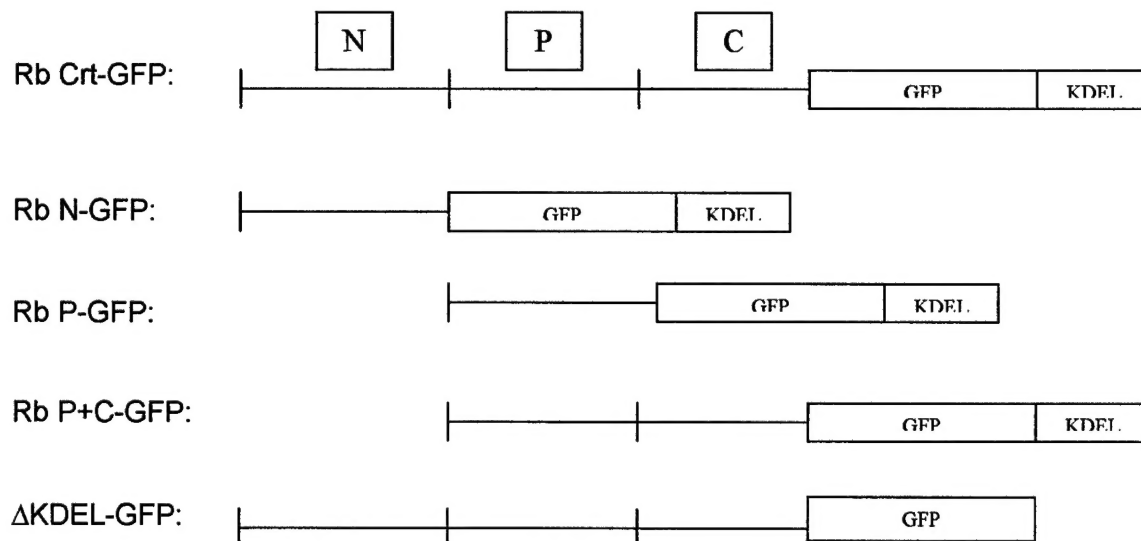 N P C
Rb Crt-GFP: GFP KDEL
Rb N-GFP: GFP KDEL
Rb P-GFP: GFP KDEL
Rb P+C-GFP: GFP KDEL
ΔKDEL-GFP: GFP